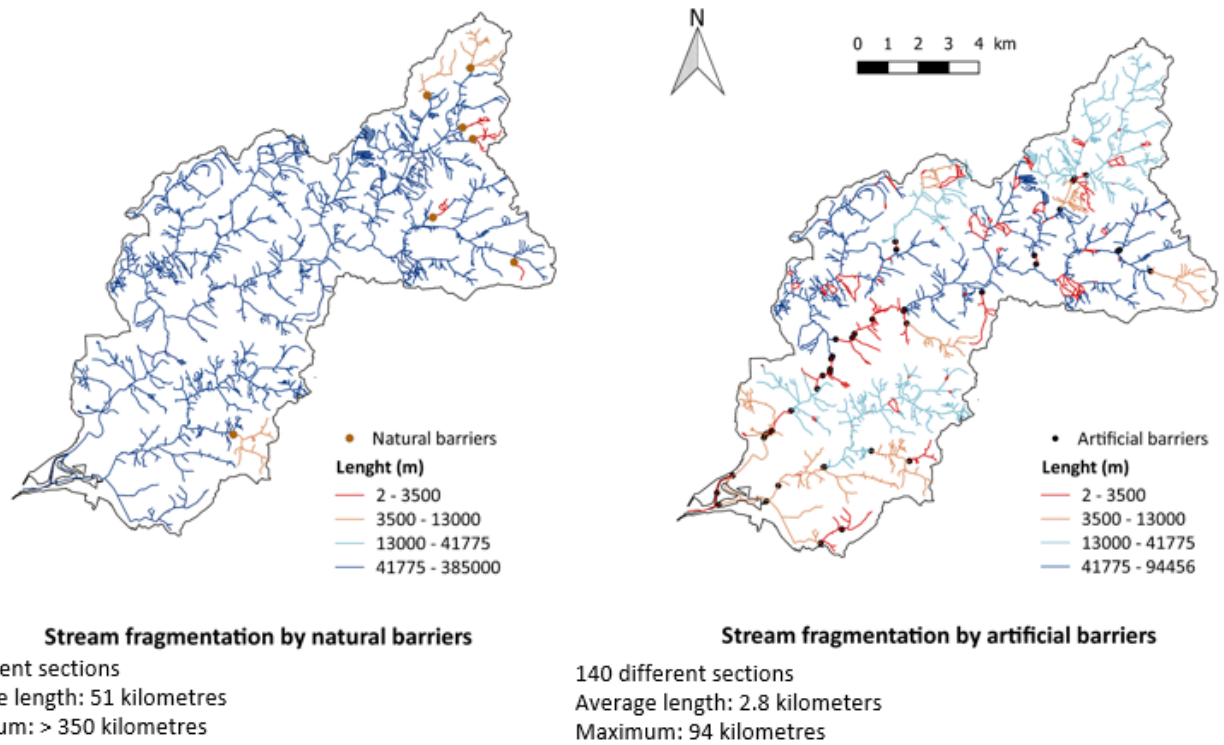 N
0 1 2 3 4 km
Natural barriers
Lenght (m)
2 - 3500
3500 - 13000
13000 - 41775
41775 - 385000
Artificial barriers
Lenght (m)
2 - 3500
3500 - 13000
13000 - 41775
41775 - 94456
Stream fragmentation by natural barriers
ent sections
e length: 51 kilometres
um: > 350 kilometres
Stream fragmentation by artificial barriers
140 different sections
Average length: 2.8 kilometers
Maximum: 94 kilometres